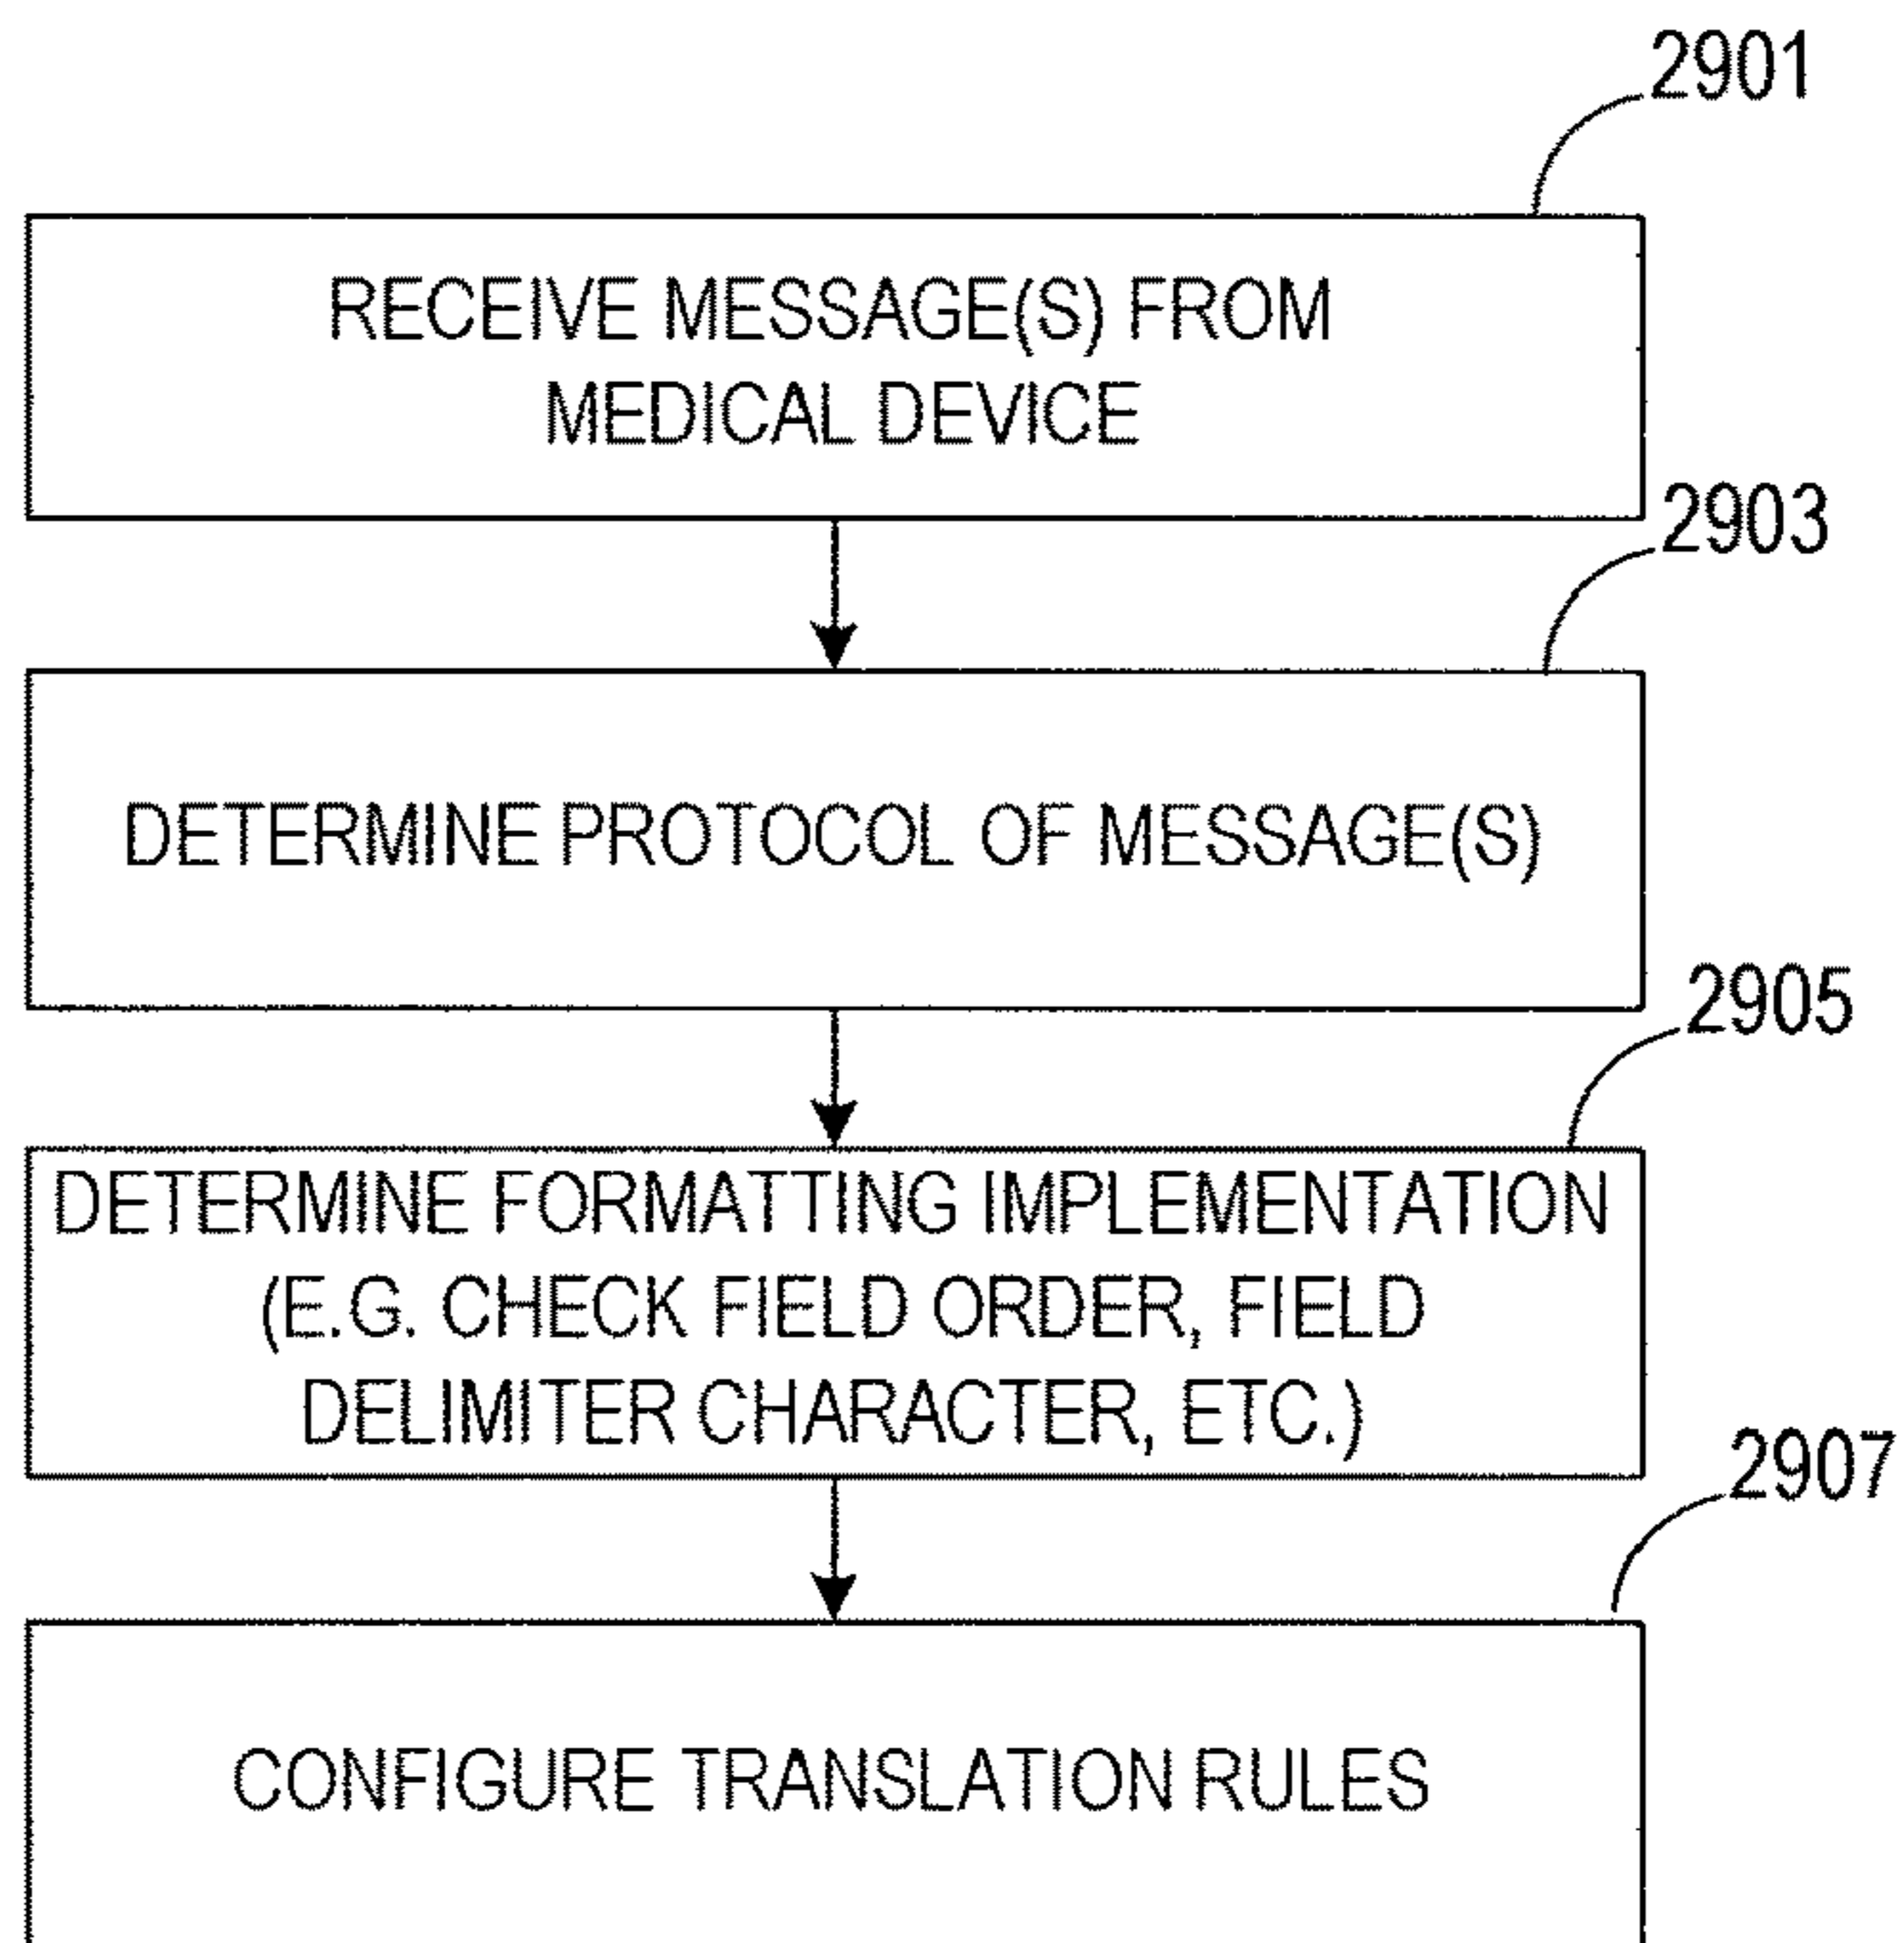 2901
RECEIVE MESSAGE(S) FROM
MEDICAL DEVICE
2903
DETERMINE PROTOCOL OF MESSAGE(S)
2905
DETERMINE FORMATTING IMPLEMENTATION
(E.G. CHECK FIELD ORDER, FIELD
DELIMITER CHARACTER, ETC.)
2907
CONFIGURE TRANSLATION RULES